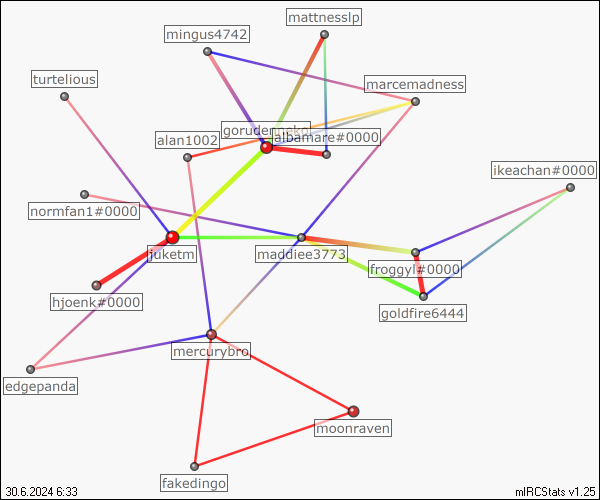 mattnesslp
mingus4742
turtelious
marcemadness
alan1002
albamare#0000
ikeachan#0000
normfan1#0000
juketm
maddiee3773
froggyl#0000
hjoenk#0000
goldfire6444
mercurybro
edgepanda
moonraven
fakedingo
30.6.2024 6:33
mIRCStats v1.25